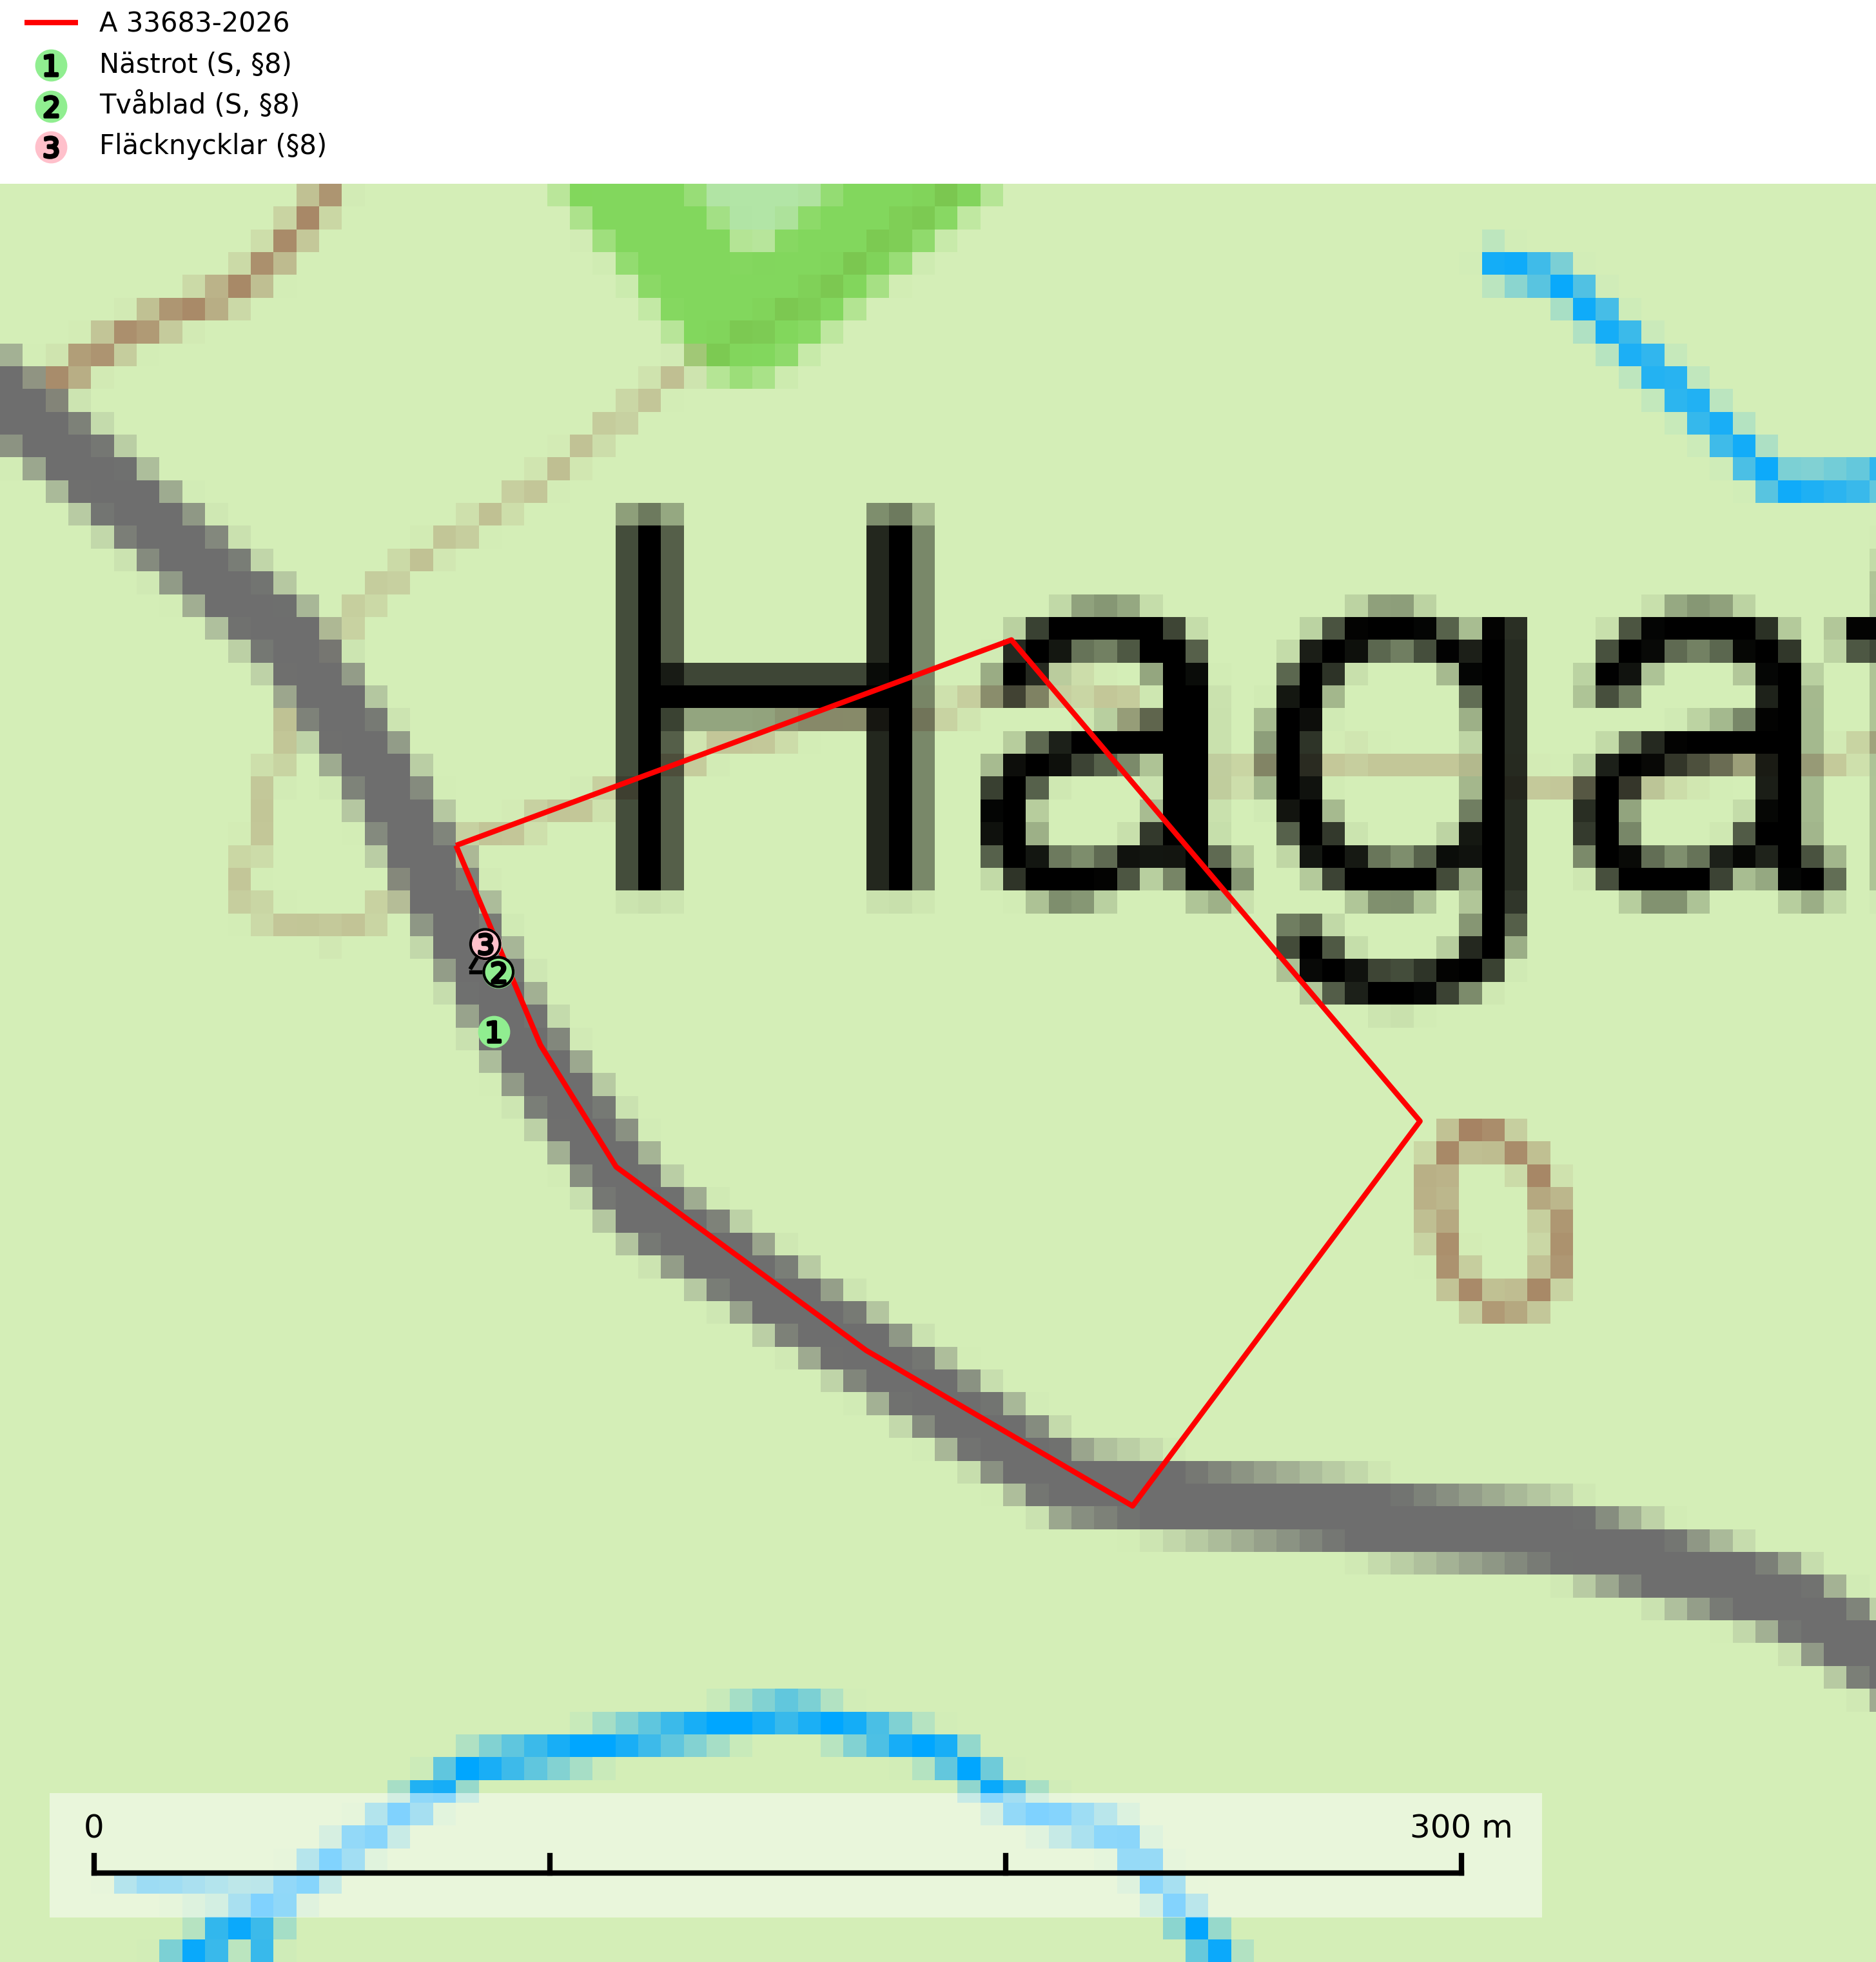 A 33683-2026
1 Nästrot (S, §8)
2 Tvåblad (S, §8)
3 Fläcknycklar (§8)
Haga
3
2
1
0 300 m